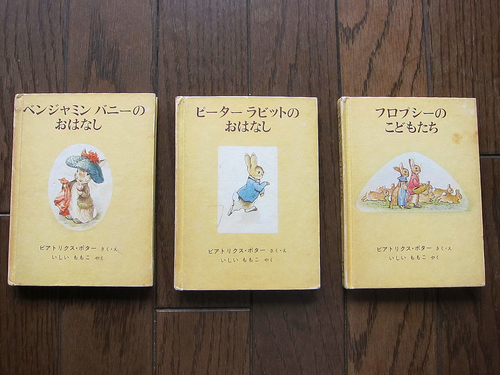 ベンジャミン バニーの
おはなし
ビアトリクス・ポター さく・え
いしい ももこ やく
ピーター ラビットの
おはなし
ビアトリクス・ポター さく・え
いしい ももこ やく
フロプシーの
こどもたち
ビアトリクス・ポター さく・え
いしい ももこ やく